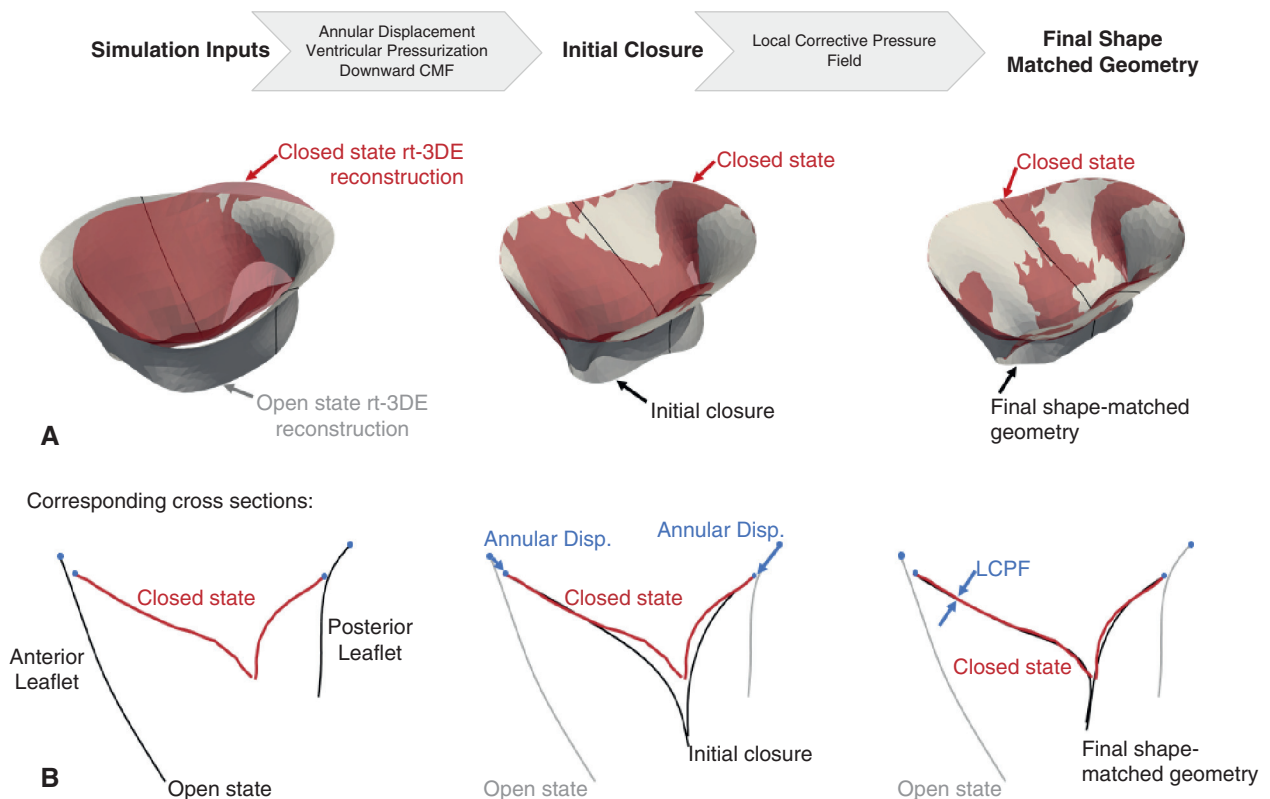 Simulation Inputs
Annular Displacement
Ventricular Pressurization
Downward CMF
Initial Closure
Local Corrective Pressure
Field
Final Shape
Matched Geometry
Closed state rt-3DE
reconstruction
Open state rt-3DE
reconstruction
Closed state
Initial closure
Closed state
Final shape-matched
geometry
A
Corresponding cross sections:
Closed state
Anterior
Leaflet
Posterior
Leaflet
Open state
Annular Disp.
Annular Disp.
Closed state
Initial closure
Open state
LCPF
Closed state
Final shape-
matched geometry
Open state
B